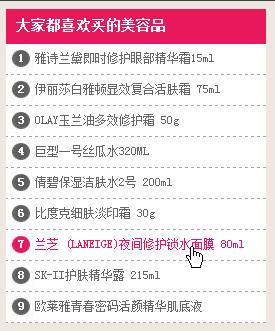 大家都喜欢买的美容品
1 雅诗兰黛即时修护眼部精华霜15ml
2 伊丽莎白雅顿显效复合活肤霜 75ml
3 OLAY玉兰油多效修护霜 50g
4 巨型一号丝瓜水320ML
5 倩碧保湿洁肤水2号 200ml
6 比度克细肤淡印霜 30g
7 兰芝 (LANEIGE)夜间修护锁水面膜 80ml
8 SK-II护肤精华露 215ml
9 欧莱雅青春密码活颜精华肌底液